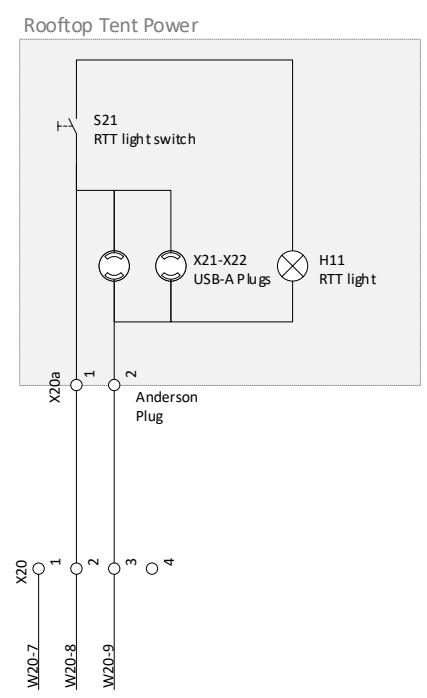 Rooftop Tent Power
S21
RTT light switch
X21-X22
USB-A Plugs
H11
RTT light
X20a
1
2
Anderson
Plug
X20
1
2
3
4
W20-7
W20-8
W20-9